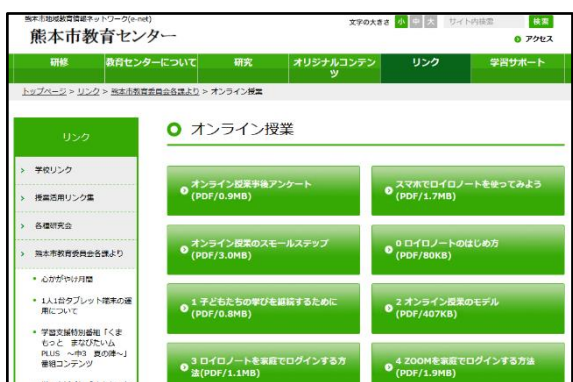 熊本市地域教育情報ネットワーク(e-net)
熊本市教育センター
文字の大きさ 小 中 大 サイト内検索 検索
アクセス
研修 教育センターについて 研究 オリジナルコンテン
ツ リンク 学習サポート
トップページ > リンク > 熊本市教育委員会各課より > オンライン授業
リンク
学校リンク
授業活用リンク集
各種研究会
熊本市教育委員会各課より
心かがやけ月間
1人1台タブレット端末の運
用について
学習支援特別番組「くま
もっと まなびたいム
PLUS ～中3 夏の陣～」
番組コンテンツ
オンライン授業
オンライン授業事後アンケート
(PDF/0.9MB)
スマホでロイロノートを使ってみよう
(PDF/1.7MB)
オンライン授業のスモールステップ
(PDF/3.0MB)
0 ロイロノートのはじめ方
(PDF/80KB)
1 子どもたちの学びを継続するために
(PDF/0.8MB)
2 オンライン授業のモデル
(PDF/407KB)
3 ロイロノートを家庭でログインする方
法(PDF/1.1MB)
4 ZOOMを家庭でログインする方法
(PDF/1.9MB)